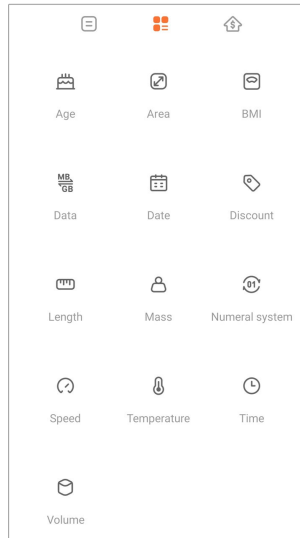 Age
Area
BMI
MB
GB
Data
Date
Discount
Length
Mass
01
Numeral system
Speed
Temperature
Time
Volume